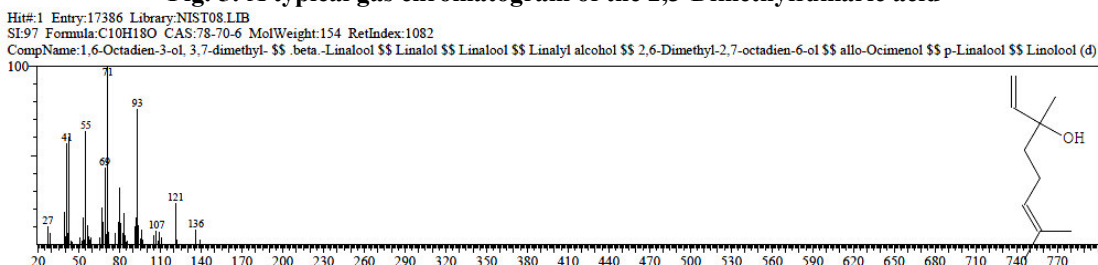 Hit#:1 Entry:17386 Library:NIST08.LIB
SI:97 Formula:C10H18O CAS:78-70-6 MolWeight:154 RetIndex:1082
CompName:1,6-Octadien-3-ol, 3,7-dimethyl- $$ .beta.-Linalool $$ Linalol $$ Linalool $$ Linalyl alcohol $$ 2,6-Dimethyl-2,7-octadien-6-ol $$ allo-Ocimenol $$ p-Linalool $$ Linolool (d)
100
71
93
55
41
69
27
107
121
136
OH
20 50 80 110 140 170 200 230 260 290 320 350 380 410 440 470 500 530 560 590 620 650 680 710 740 770